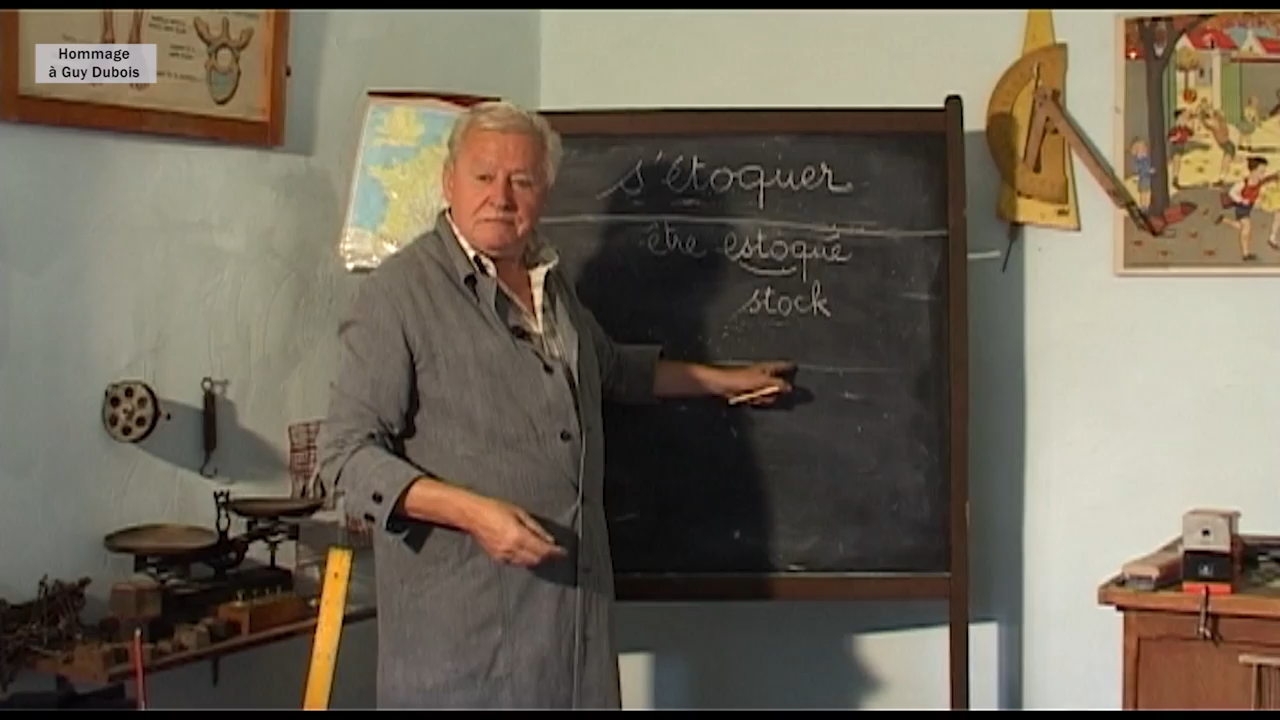 Hommage
à Guy Dubois
s'étoquer
être estoqué
stock